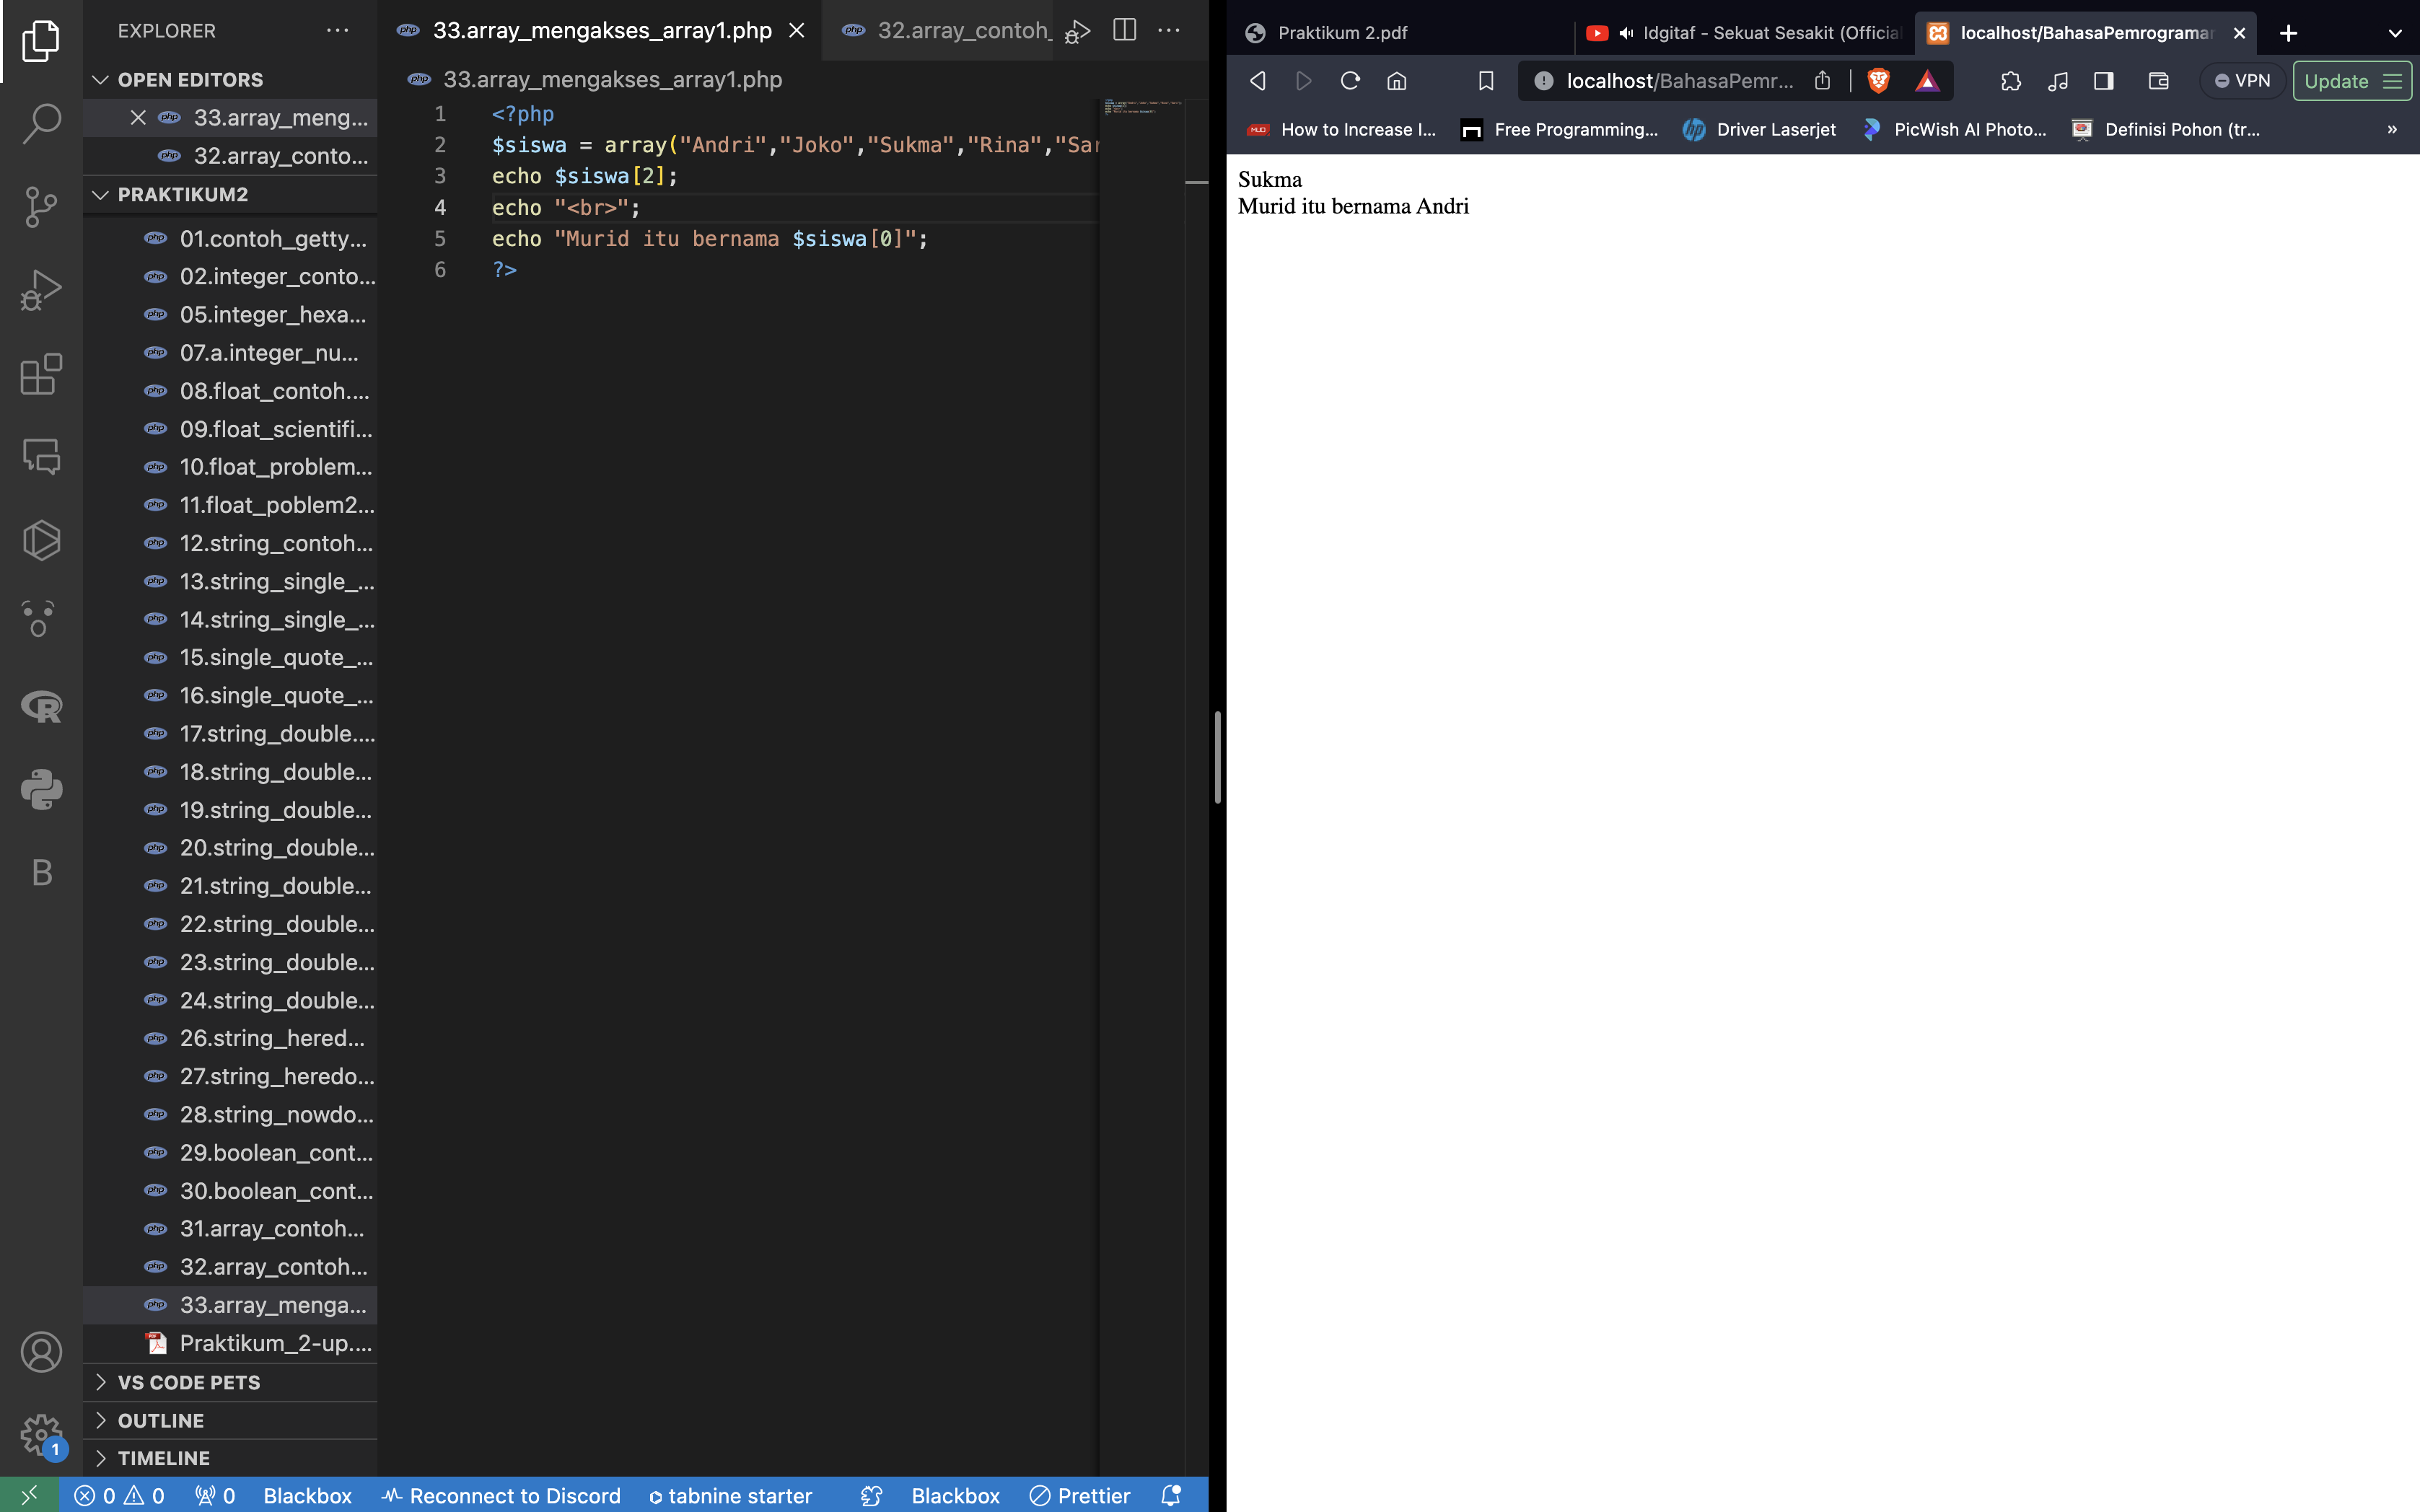 EXPLORER
OPEN EDITORS
33.array_meng...
32.array_conto...
PRAKTIKUM2
01.contoh_getty...
02.integer_conto...
05.integer_hexa...
07.a.integer_nu...
08.float_contoh....
09.float_scientifi...
10.float_problem...
11.float_poblem2...
12.string_contoh...
13.string_single_...
14.string_single_...
15.single_quote_...
16.single_quote_...
17.string_double....
18.string_double...
19.string_double...
20.string_double...
21.string_double...
22.string_double...
23.string_double...
24.string_double...
26.string_hered...
27.string_heredo...
28.string_nowdo...
29.boolean_cont...
30.boolean_cont...
31.array_contoh...
32.array_contoh...
33.array_menga...
Praktikum_2-up....
VS CODE PETS
OUTLINE
TIMELINE
1
33.array_mengakses_array1.php
32.array_contoh_
33.array_mengakses_array1.php
1 <?php
2 $siswa = array("Andri","Joko","Sukma","Rina","Sar
3 echo $siswa[2];
4 echo "<br>";
5 echo "Murid itu bernama $siswa[0]";
6 ?>
0 0 0 Blackbox Reconnect to Discord tabnine starter Blackbox Prettier
Praktikum 2.pdf
Idgitaf - Sekuat Sesakit (Official
localhost/BahasaPemrograman
localhost/BahasaPemr...
VPN
Update
How to Increase I...
Free Programming...
Driver Laserjet
PicWish AI Photo...
Definisi Pohon (tr...
»
Sukma
Murid itu bernama Andri